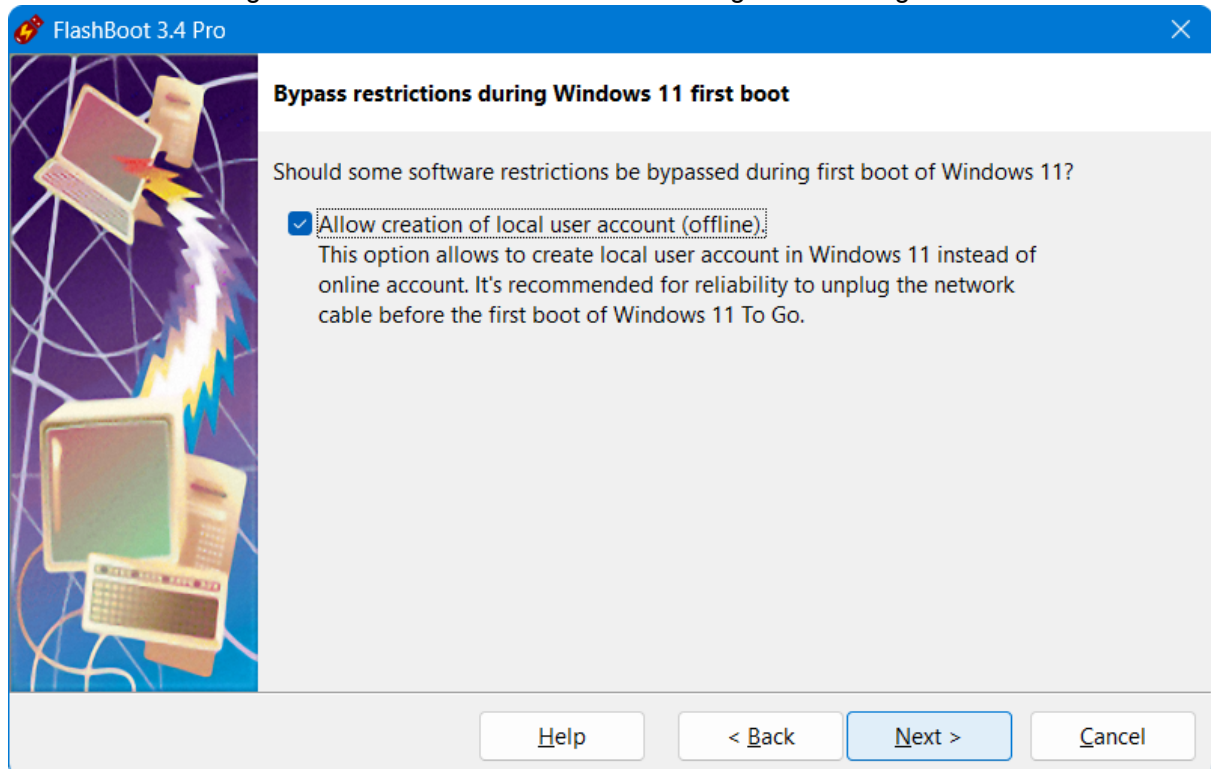 FlashBoot 3.4 Pro
Bypass restrictions during Windows 11 first boot
Should some software restrictions be bypassed during first boot of Windows 11?
Allow creation of local user account (offline).
This option allows to create local user account in Windows 11 instead of
online account. It's recommended for reliability to unplug the network
cable before the first boot of Windows 11 To Go.
Help
< Back
Next >
Cancel